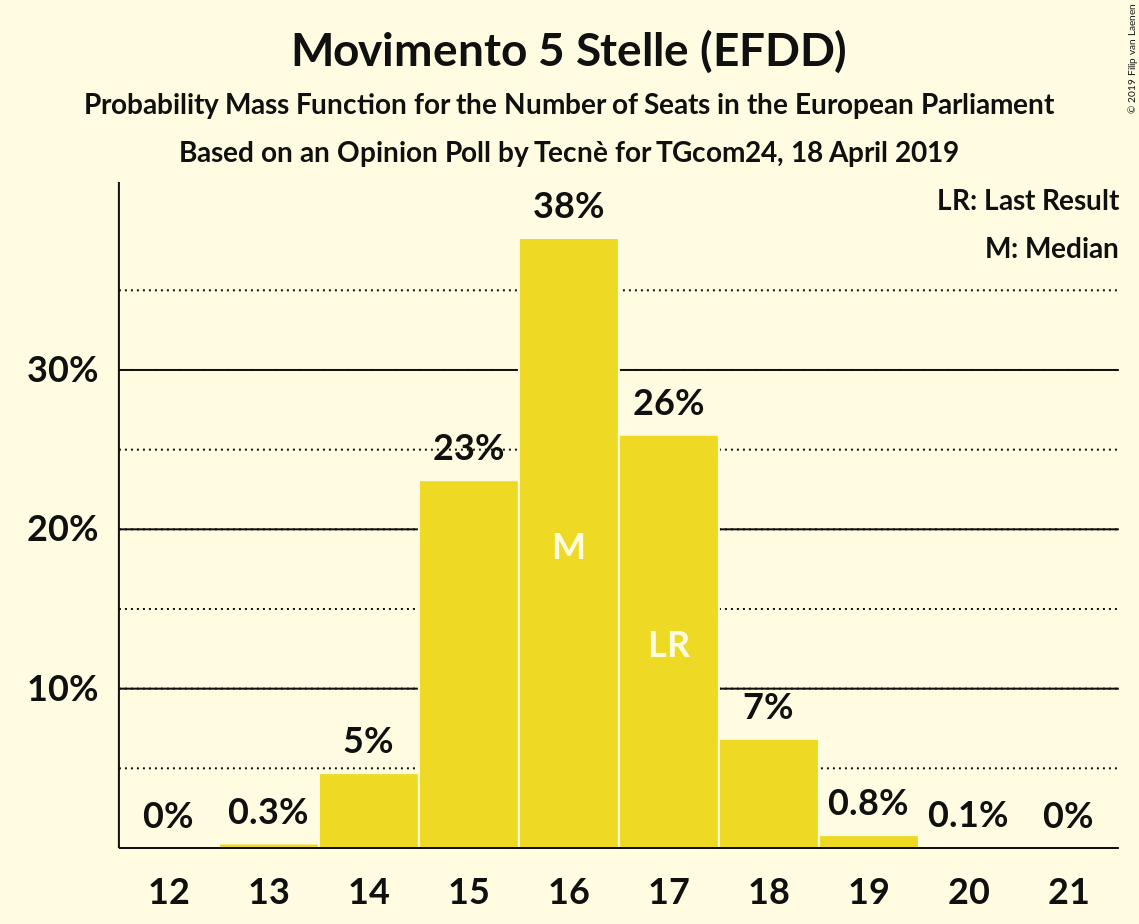 Movimento 5 Stelle (EFDD)
Probability Mass Function for the Number of Seats in the European Parliament
Based on an Opinion Poll by Tecnè for TGcom24, 18 April 2019
© 2019 Filip van Laenen
LR: Last Result
M: Median
38%
30%
26%
23%
20%
M
LR
10%
7%
5%
0%
0.3%
0.8%
0.1%
0%
12 13 14 15 16 17 18 19 20 21